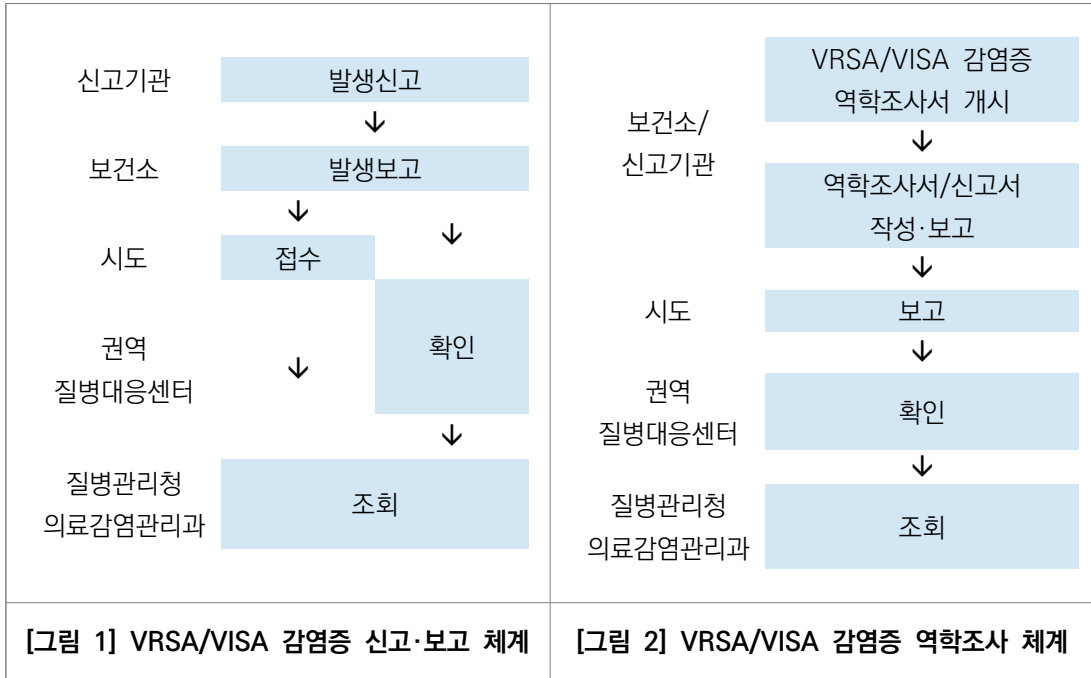 신고기관 발생신고
↓
보건소 발생보고
↓ ↓
시도 접수
권역
질병대응센터
↓
확인
↓
질병관리청
의료감염관리과
조회
[그림 1] VRSA/VISA 감염증 신고·보고 체계
보건소/
신고기관
VRSA/VISA 감염증
역학조사서 개시
↓
역학조사서/신고서
작성·보고
↓
시도 보고
↓
권역
질병대응센터
확인
↓
질병관리청
의료감염관리과
조회
[그림 2] VRSA/VISA 감염증 역학조사 체계